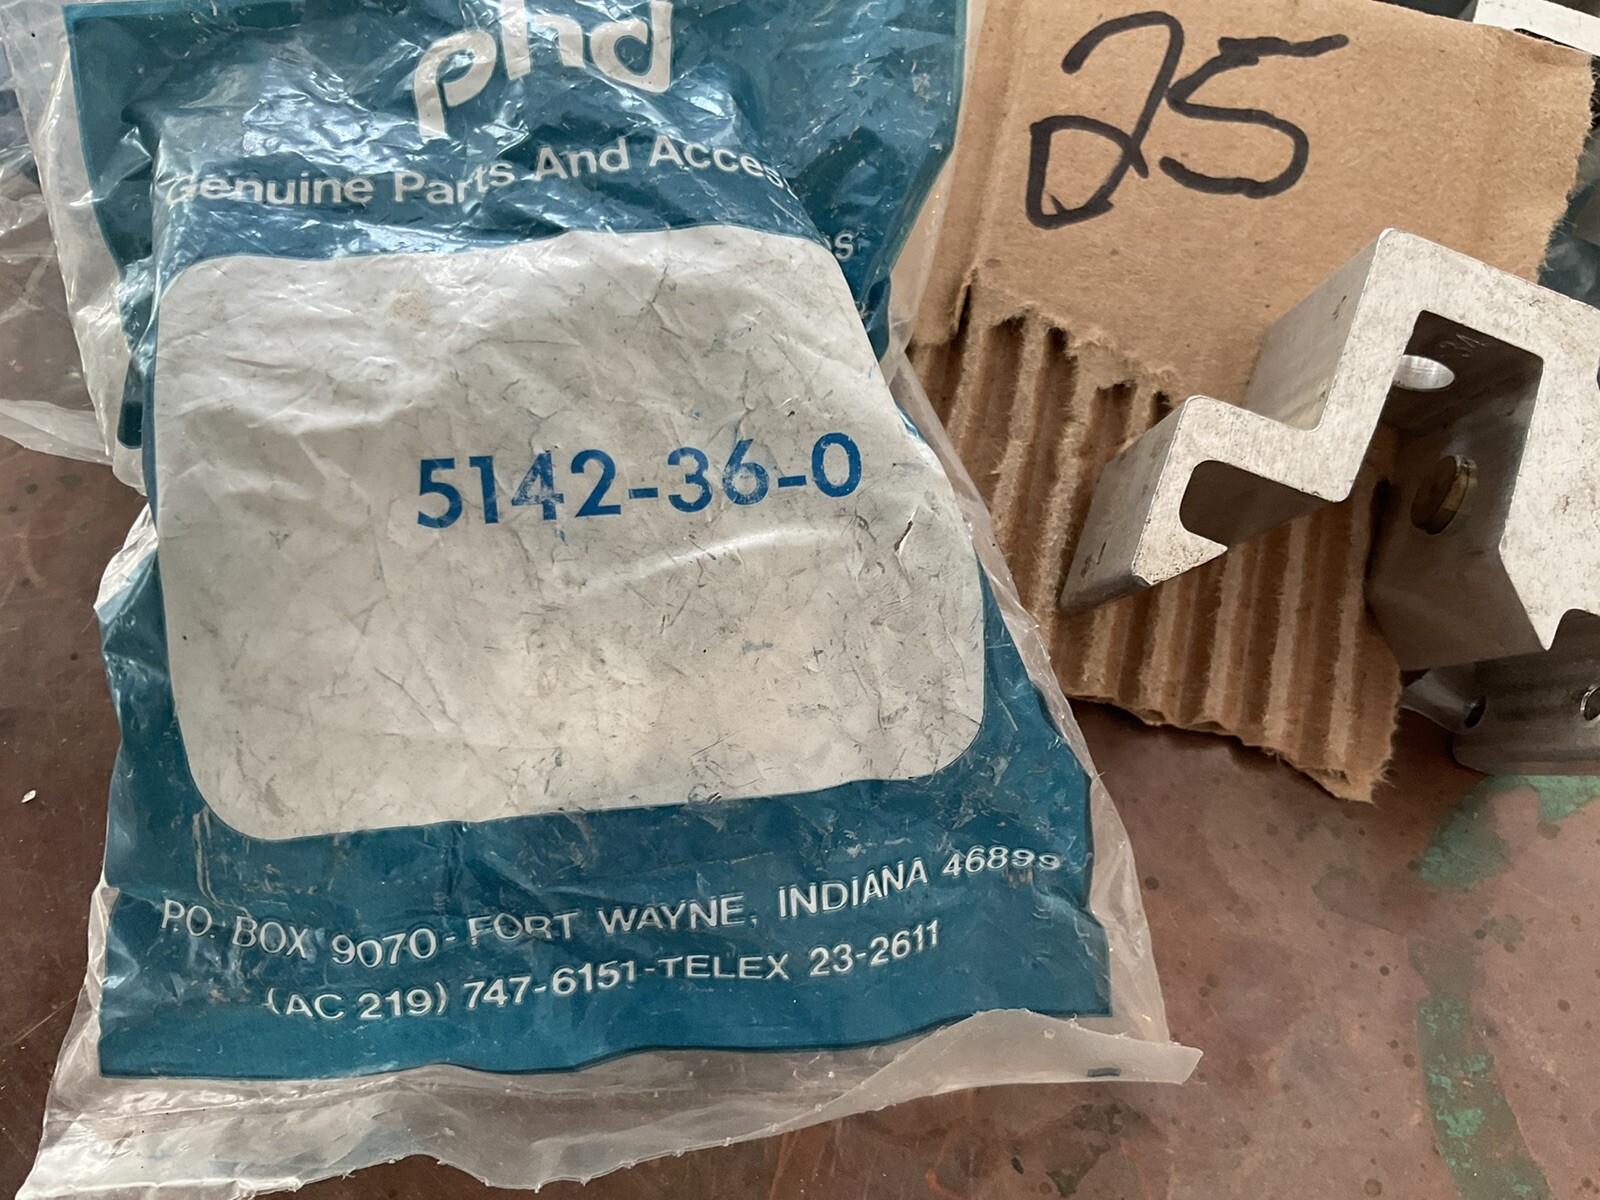 phd
Genuine Parts And Acces
ns
5142-36-0
P.O. BOX 9070 - FORT WAYNE, INDIANA 46899
(AC 219) 747-6151-TELEX 23-2611
25